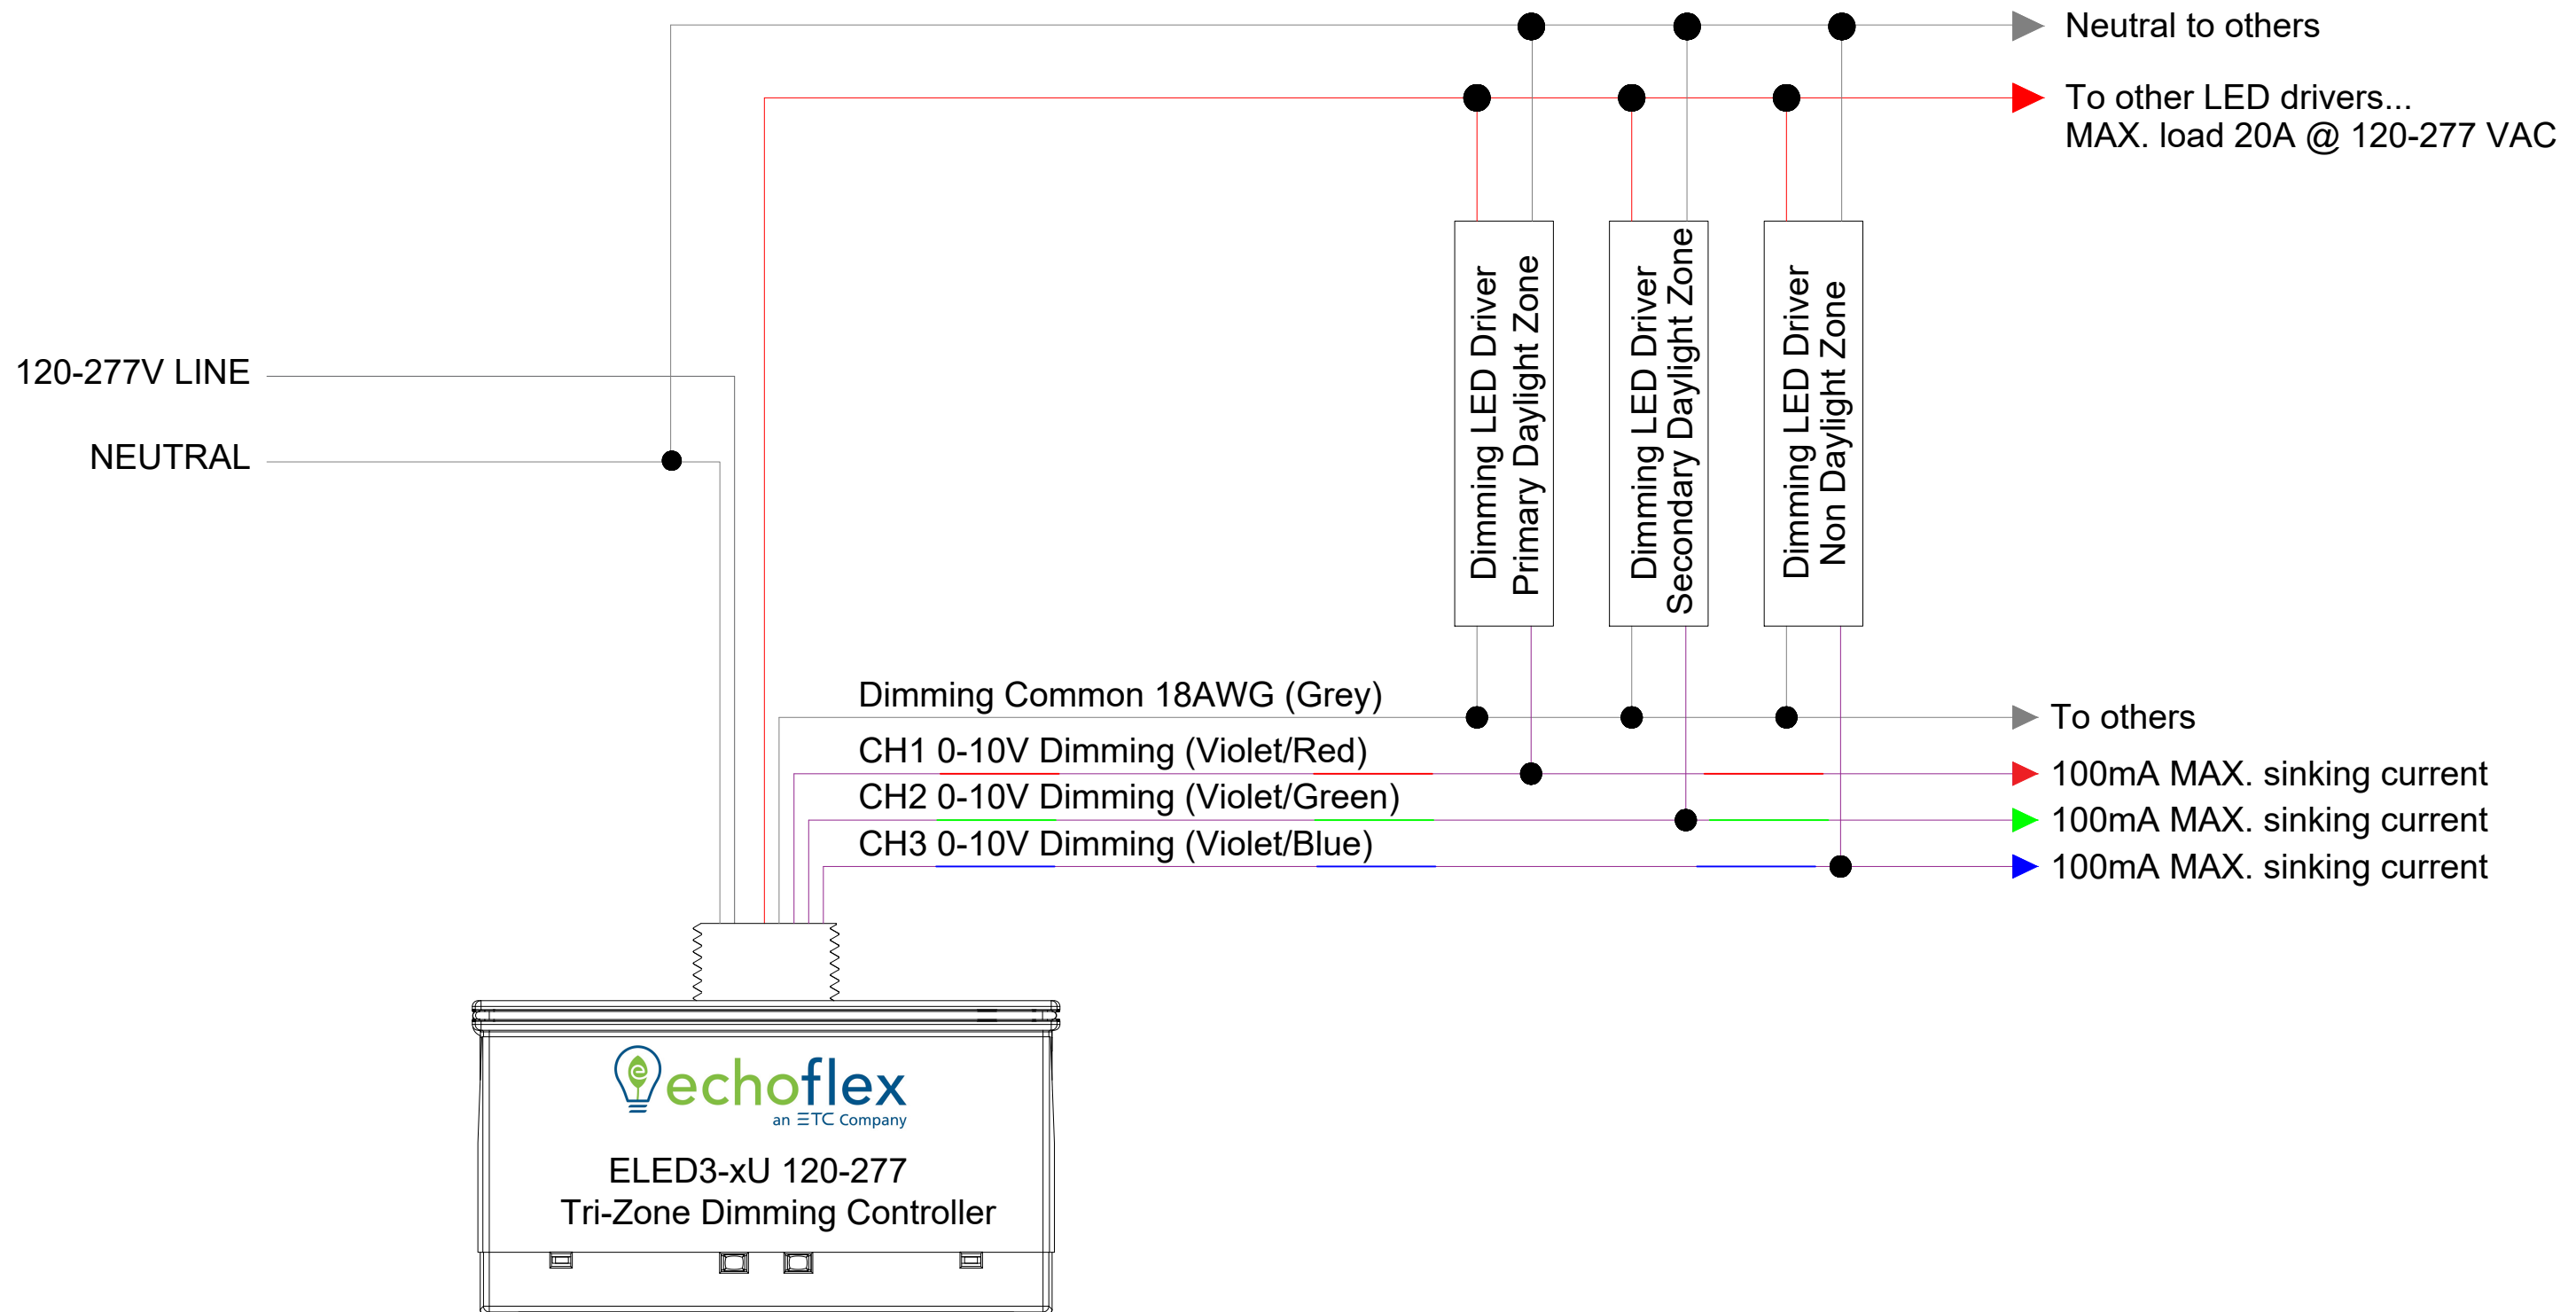 Neutral to others
To other LED drivers...
MAX. load 20A @ 120-277 VAC
120-277V LINE
NEUTRAL
Dimming LED Driver
Primary Daylight Zone
Dimming LED Driver
Secondary Daylight Zone
Dimming LED Driver
Non Daylight Zone
Dimming Common 18AWG (Grey)
To others
CH1 0-10V Dimming (Violet/Red)
100mA MAX. sinking current
CH2 0-10V Dimming (Violet/Green)
100mA MAX. sinking current
CH3 0-10V Dimming (Violet/Blue)
100mA MAX. sinking current
e echoflex
an ETC Company
ELED3-xU 120-277
Tri-Zone Dimming Controller